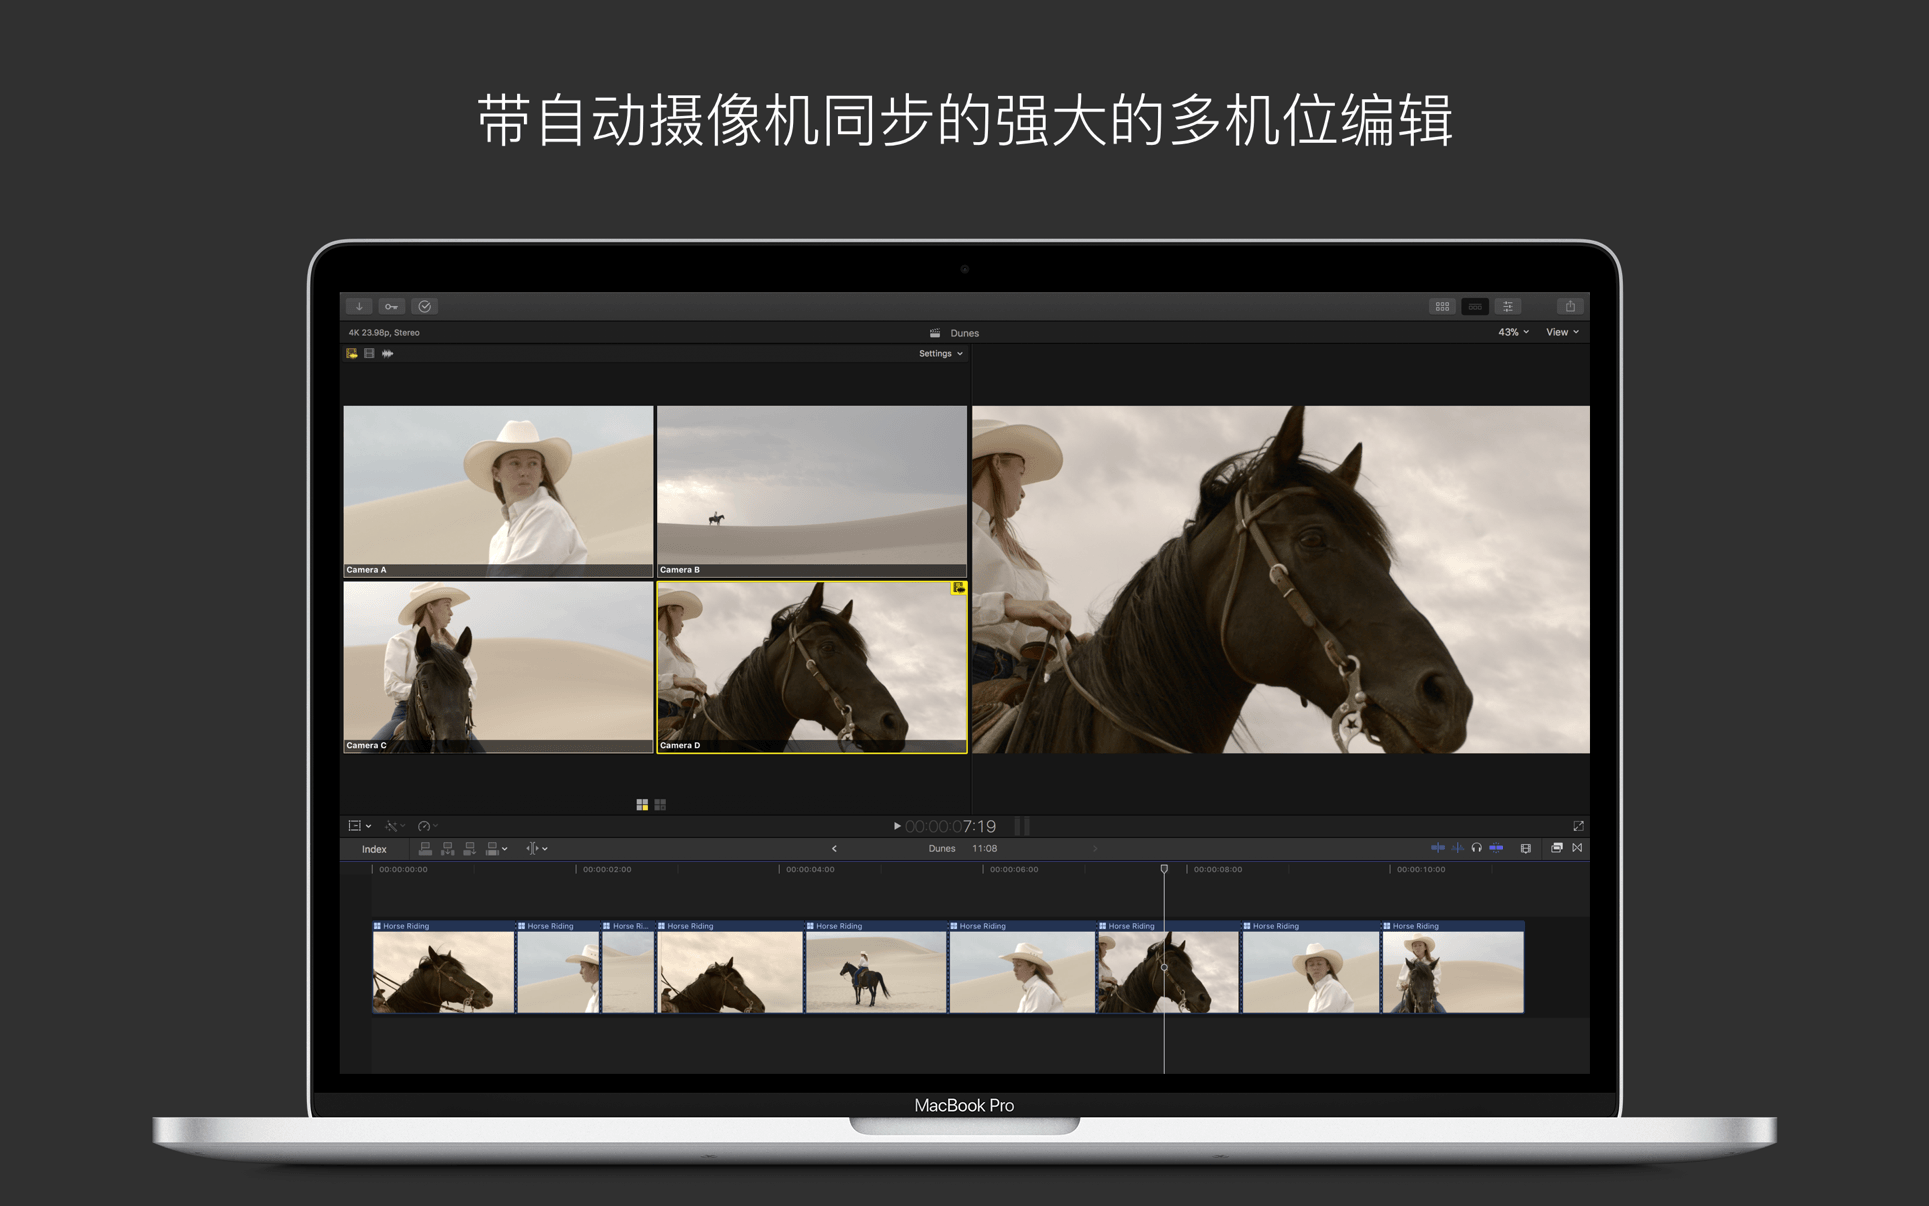 带自动摄像机同步的强大的多机位编辑
4K 23.98p, Stereo
Dunes
43%
View
Settings
Camera A
Camera B
Camera C
Camera D
00:00:07:19
Index
Dunes 11:08
00:00:00:00 00:00:02:00 00:00:04:00 00:00:06:00 00:00:08:00 00:00:10:00
Horse Riding Horse Riding Horse Ri... Horse Riding Horse Riding Horse Riding Horse Riding Horse Riding Horse Riding
MacBook Pro